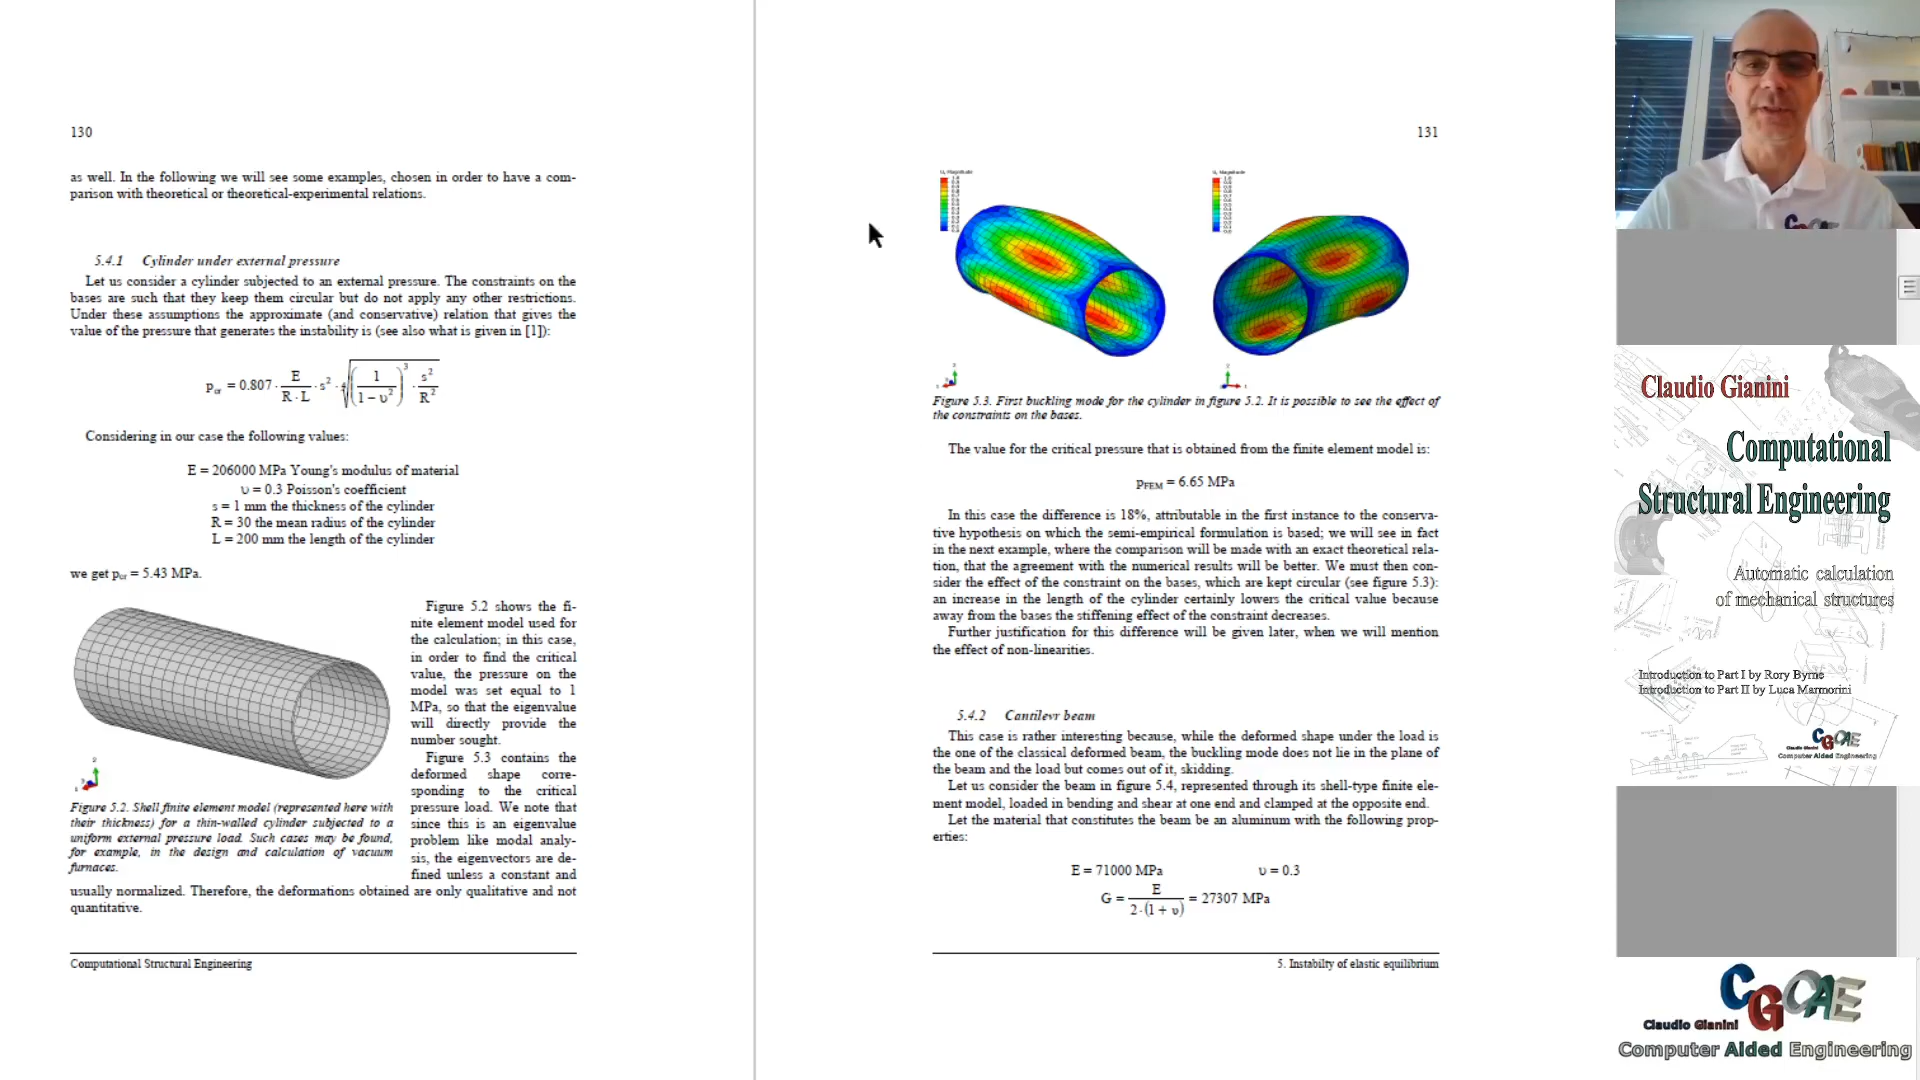 130
as well. In the following we will see some examples, chosen in order to have a com-
parison with theoretical or theoretical-experimental relations.
5.4.1 Cylinder under external pressure
Let us consider a cylinder subjected to an external pressure. The constraints on the
bases are such that they keep them circular but do not apply any other restrictions.
Under these assumptions the approximate (and conservative) relation that gives the
value of the pressure that generates the instability is (see also what is given in [1]):
p_cr = 0.807 · E / (R · L) · s² · ⁴√((1 / (1 − υ²))³ · s² / R²)
Considering in our case the following values:
E = 206000 MPa Young's modulus of material
υ = 0.3 Poisson's coefficient
s = 1 mm the thickness of the cylinder
R = 30 the mean radius of the cylinder
L = 200 mm the length of the cylinder
we get p_cr = 5.43 MPa.
Figure 5.2 shows the fi-
nite element model used for
the calculation; in this case,
in order to find the critical
value, the pressure on the
model was set equal to 1
MPa, so that the eigenvalue
will directly provide the
number sought.
Figure 5.3 contains the
deformed shape corre-
sponding to the critical
pressure load. We note that
since this is an eigenvalue
problem like modal analy-
sis, the eigenvectors are de-
fined unless a constant and
usually normalized. Therefore, the deformations obtained are only qualitative and not
quantitative.
Figure 5.2. Shell finite element model (represented here with
their thickness) for a thin-walled cylinder subjected to a
uniform external pressure load. Such cases may be found,
for example, in the design and calculation of vacuum
furnaces.
Computational Structural Engineering
131
U, Magnitude
U, Magnitude
Figure 5.3. First buckling mode for the cylinder in figure 5.2. It is possible to see the effect of
the constraints on the bases.
The value for the critical pressure that is obtained from the finite element model is:
p_FEM = 6.65 MPa
In this case the difference is 18%, attributable in the first instance to the conserva-
tive hypothesis on which the semi-empirical formulation is based; we will see in fact
in the next example, where the comparison will be made with an exact theoretical rela-
tion, that the agreement with the numerical results will be better. We must then con-
sider the effect of the constraint on the bases, which are kept circular (see figure 5.3):
an increase in the length of the cylinder certainly lowers the critical value because
away from the bases the stiffening effect of the constraint decreases.
Further justification for this difference will be given later, when we will mention
the effect of non-linearities.
5.4.2 Cantilevr beam
This case is rather interesting because, while the deformed shape under the load is
the one of the classical deformed beam, the buckling mode does not lie in the plane of
the beam and the load but comes out of it, skidding.
Let us consider the beam in figure 5.4, represented through its shell-type finite ele-
ment model, loaded in bending and shear at one end and clamped at the opposite end.
Let the material that constitutes the beam be an aluminum with the following prop-
erties:
E = 71000 MPa υ = 0.3
G = E / (2 · (1 + υ)) = 27307 MPa
5. Instabilty of elastic equilibrium
Claudio Gianini
Computational
Structural Engineering
Automatic calculation
of mechanical structures
Introduction to Part I by Rory Byrne
Introduction to Part II by Luca Marmorini
CGCAE
Claudio Gianini
Computer Aided Engineering
CGCAE
Claudio Gianini
Computer Aided Engineering